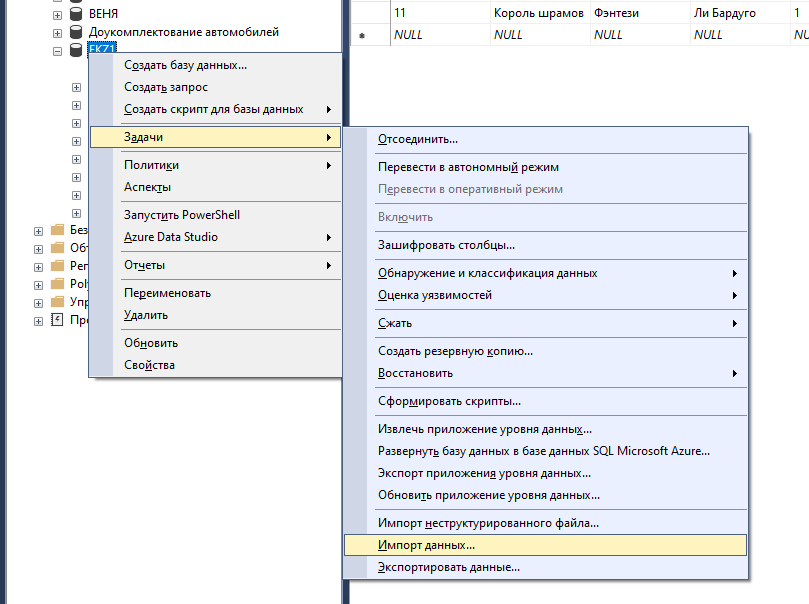 ВЕНЯ
Доукомплектование автомобилей
EKZ1
11 Король шрамов Фэнтези Ли Бардуго 1
NULL NULL NULL NULL
Создать базу данных...
Создать запрос
Создать скрипт для базы данных
Задачи
Политики
Аспекты
Запустить PowerShell
Azure Data Studio
Отчеты
Переименовать
Удалить
Обновить
Свойства
Отсоединить...
Перевести в автономный режим
Перевести в оперативный режим
Включить
Зашифровать столбцы...
Обнаружение и классификация данных
Оценка уязвимостей
Сжать
Создать резервную копию...
Восстановить
Сформировать скрипты...
Извлечь приложение уровня данных...
Развернуть базу данных в базе данных SQL Microsoft Azure...
Экспорт приложения уровня данных...
Обновить приложение уровня данных...
Импорт неструктурированного файла...
Импорт данных...
Экспортировать данные...